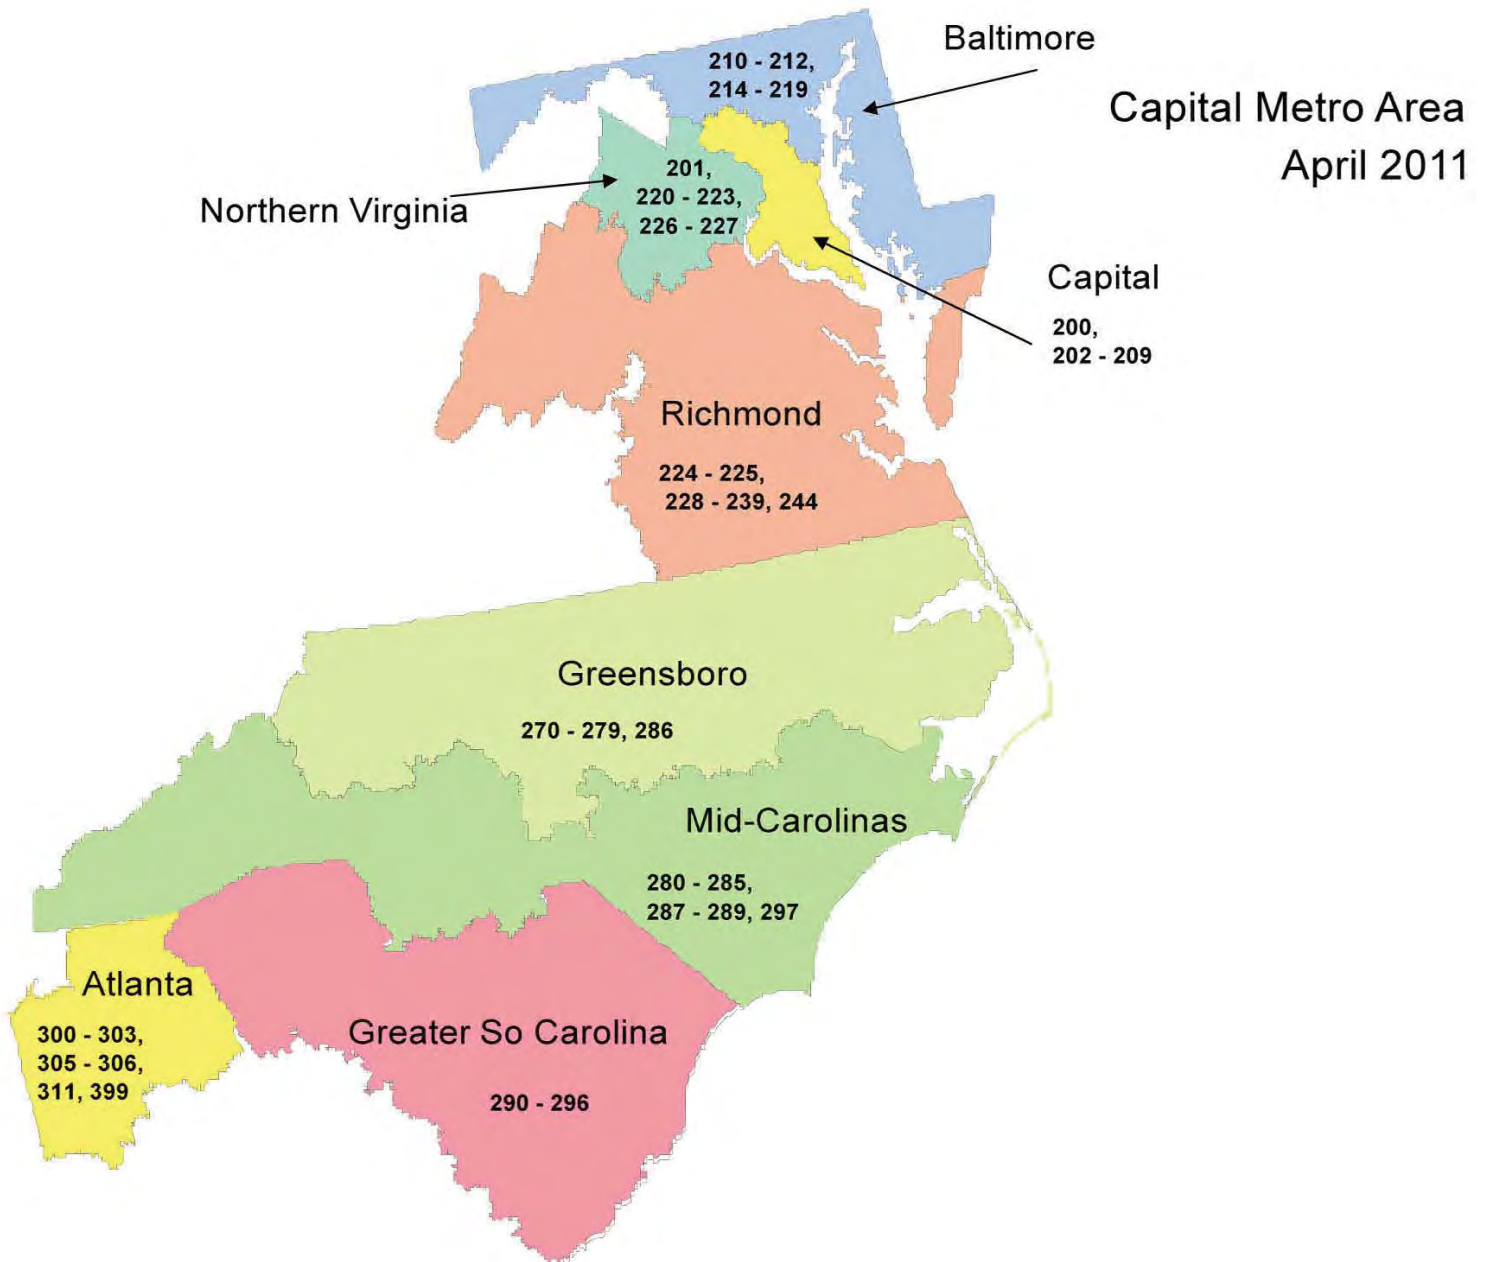 Baltimore
210 - 212,
214 - 219
Capital Metro Area
April 2011
201,
220 - 223,
226 - 227
Northern Virginia
Capital
200,
202 - 209
Richmond
224 - 225,
228 - 239, 244
Greensboro
270 - 279, 286
Mid-Carolinas
280 - 285,
287 - 289, 297
Atlanta
300 - 303,
305 - 306,
311, 399
Greater So Carolina
290 - 296